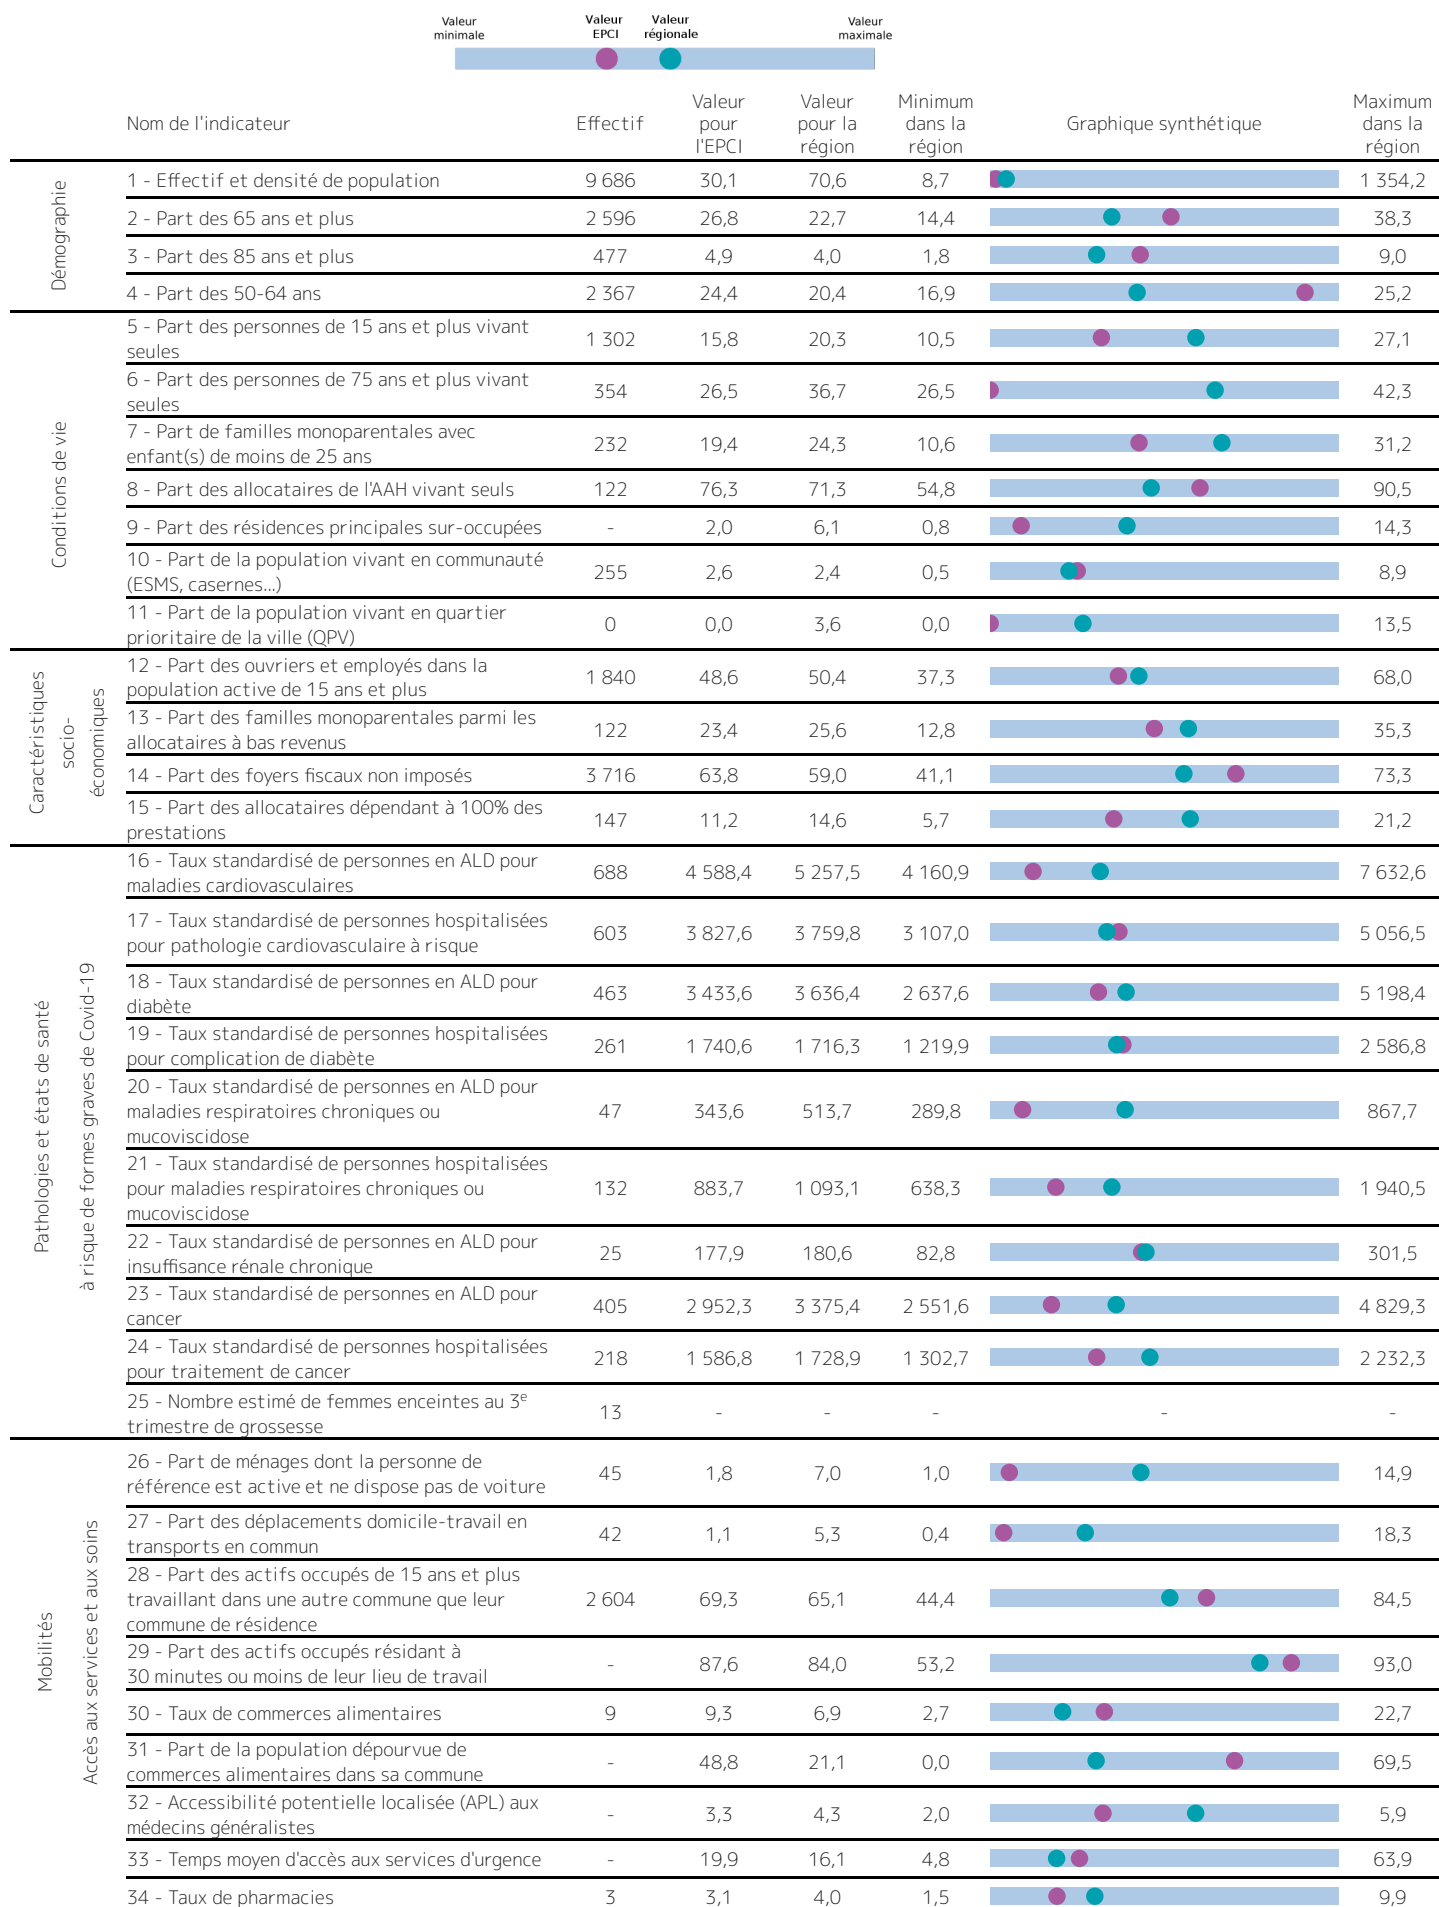 Valeur minimale
Valeur EPCI
Valeur régionale
Valeur maximale
Nom de l'indicateur Effectif Valeur pour l'EPCI Valeur pour la région Minimum dans la région Graphique synthétique Maximum dans la région
Démographie
1 - Effectif et densité de population 9 686 30,1 70,6 8,7 1 354,2
2 - Part des 65 ans et plus 2 596 26,8 22,7 14,4 38,3
3 - Part des 85 ans et plus 477 4,9 4,0 1,8 9,0
4 - Part des 50-64 ans 2 367 24,4 20,4 16,9 25,2
Conditions de vie
5 - Part des personnes de 15 ans et plus vivant
seules 1 302 15,8 20,3 10,5 27,1
6 - Part des personnes de 75 ans et plus vivant
seules 354 26,5 36,7 26,5 42,3
7 - Part de familles monoparentales avec
enfant(s) de moins de 25 ans 232 19,4 24,3 10,6 31,2
8 - Part des allocataires de l'AAH vivant seuls 122 76,3 71,3 54,8 90,5
9 - Part des résidences principales sur-occupées - 2,0 6,1 0,8 14,3
10 - Part de la population vivant en communauté
(ESMS, casernes...) 255 2,6 2,4 0,5 8,9
11 - Part de la population vivant en quartier
prioritaire de la ville (QPV) 0 0,0 3,6 0,0 13,5
Caractéristiques
socio-
économiques
12 - Part des ouvriers et employés dans la
population active de 15 ans et plus 1 840 48,6 50,4 37,3 68,0
13 - Part des familles monoparentales parmi les
allocataires à bas revenus 122 23,4 25,6 12,8 35,3
14 - Part des foyers fiscaux non imposés 3 716 63,8 59,0 41,1 73,3
15 - Part des allocataires dépendant à 100% des
prestations 147 11,2 14,6 5,7 21,2
Pathologies et états de santé
à risque de formes graves de Covid-19
16 - Taux standardisé de personnes en ALD pour
maladies cardiovasculaires 688 4 588,4 5 257,5 4 160,9 7 632,6
17 - Taux standardisé de personnes hospitalisées
pour pathologie cardiovasculaire à risque 603 3 827,6 3 759,8 3 107,0 5 056,5
18 - Taux standardisé de personnes en ALD pour
diabète 463 3 433,6 3 636,4 2 637,6 5 198,4
19 - Taux standardisé de personnes hospitalisées
pour complication de diabète 261 1 740,6 1 716,3 1 219,9 2 586,8
20 - Taux standardisé de personnes en ALD pour
maladies respiratoires chroniques ou
mucoviscidose 47 343,6 513,7 289,8 867,7
21 - Taux standardisé de personnes hospitalisées
pour maladies respiratoires chroniques ou
mucoviscidose 132 883,7 1 093,1 638,3 1 940,5
22 - Taux standardisé de personnes en ALD pour
insuffisance rénale chronique 25 177,9 180,6 82,8 301,5
23 - Taux standardisé de personnes en ALD pour
cancer 405 2 952,3 3 375,4 2 551,6 4 829,3
24 - Taux standardisé de personnes hospitalisées
pour traitement de cancer 218 1 586,8 1 728,9 1 302,7 2 232,3
25 - Nombre estimé de femmes enceintes au 3e
trimestre de grossesse 13 - - - - -
Mobilités
Accès aux services et aux soins
26 - Part de ménages dont la personne de
référence est active et ne dispose pas de voiture 45 1,8 7,0 1,0 14,9
27 - Part des déplacements domicile-travail en
transports en commun 42 1,1 5,3 0,4 18,3
28 - Part des actifs occupés de 15 ans et plus
travaillant dans une autre commune que leur
commune de résidence 2 604 69,3 65,1 44,4 84,5
29 - Part des actifs occupés résidant à
30 minutes ou moins de leur lieu de travail - 87,6 84,0 53,2 93,0
30 - Taux de commerces alimentaires 9 9,3 6,9 2,7 22,7
31 - Part de la population dépourvue de
commerces alimentaires dans sa commune - 48,8 21,1 0,0 69,5
32 - Accessibilité potentielle localisée (APL) aux
médecins généralistes - 3,3 4,3 2,0 5,9
33 - Temps moyen d'accès aux services d'urgence - 19,9 16,1 4,8 63,9
34 - Taux de pharmacies 3 3,1 4,0 1,5 9,9